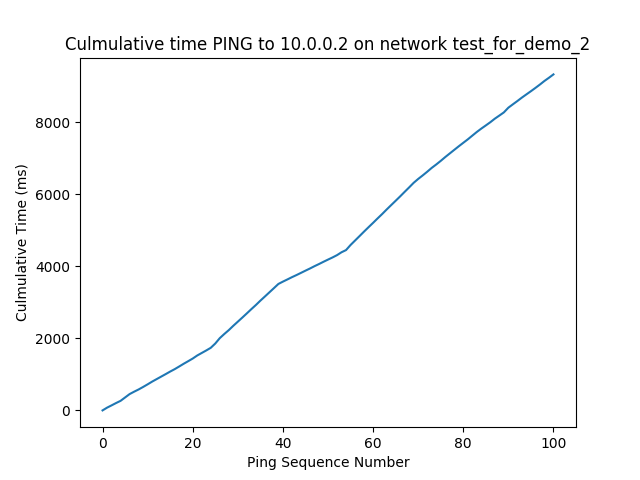 Culmulative time PING to 10.0.0.2 on network test_for_demo_2
Culmulative Time (ms)
8000
6000
4000
2000
0
0 20 40 60 80 100
Ping Sequence Number